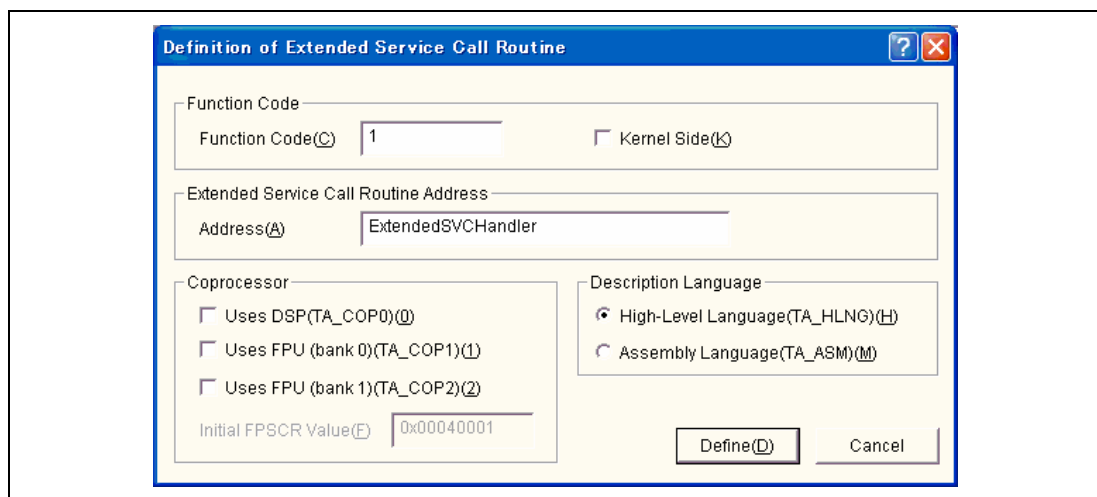 Definition of Extended Service Call Routine
Function Code
Function Code(C) 1 Kernel Side(K)
Extended Service Call Routine Address
Address(A) ExtendedSVCHandler
Coprocessor
Uses DSP(TA_COP0)(0)
Uses FPU (bank 0)(TA_COP1)(1)
Uses FPU (bank 1)(TA_COP2)(2)
Initial FPSCR Value(F) 0x00040001
Description Language
High-Level Language(TA_HLNG)(H)
Assembly Language(TA_ASM)(M)
Define(D) Cancel